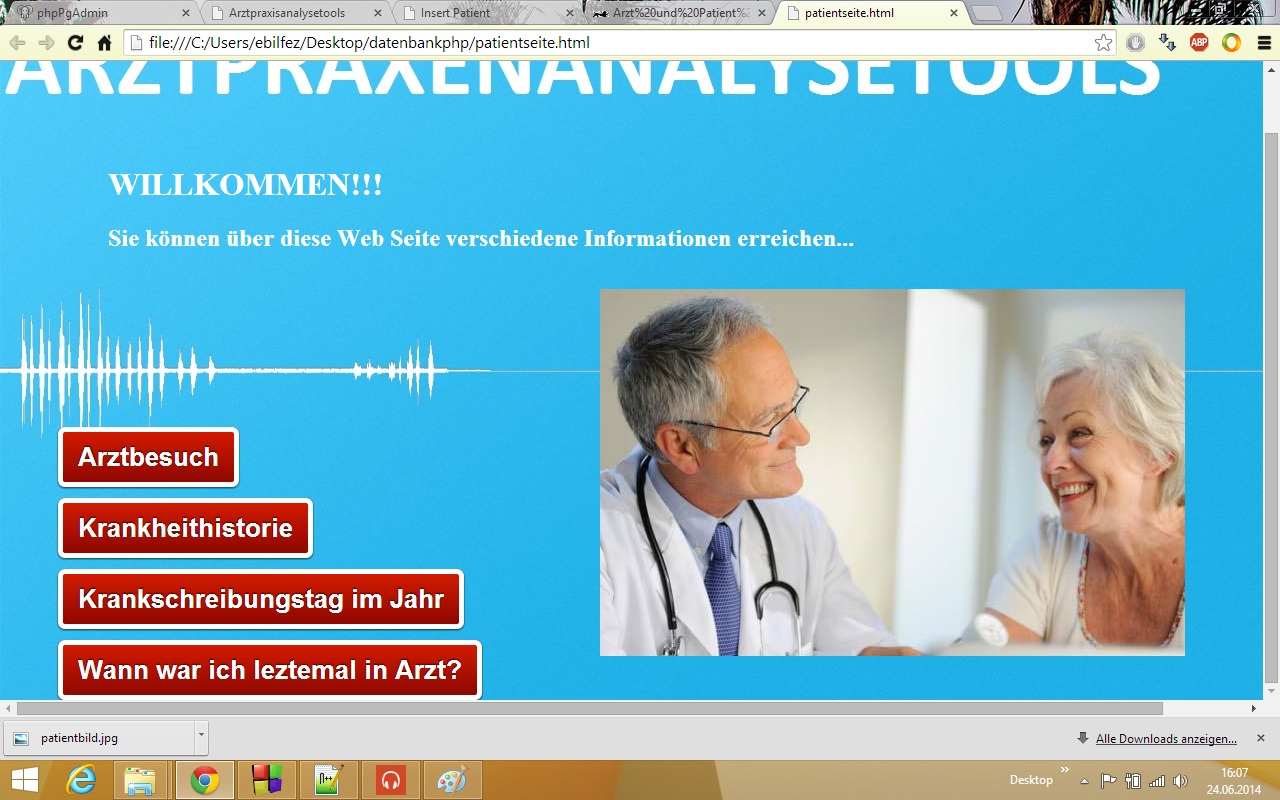 phpPgAdmin
Arztpraxisanalysetools
Insert Patient
Arzt%20und%20Patient%
patientseite.html
file:///C:/Users/ebilfez/Desktop/datenbankphp/patientseite.html
ABP
ARZTPRAXENANALYSETOOLS
WILLKOMMEN!!!
Sie können über diese Web Seite verschiedene Informationen erreichen...
Arztbesuch
Krankheithistorie
Krankschreibungstag im Jahr
Wann war ich leztemal in Arzt?
patientbild.jpg
Alle Downloads anzeigen...
Desktop
16:07
24.06.2014